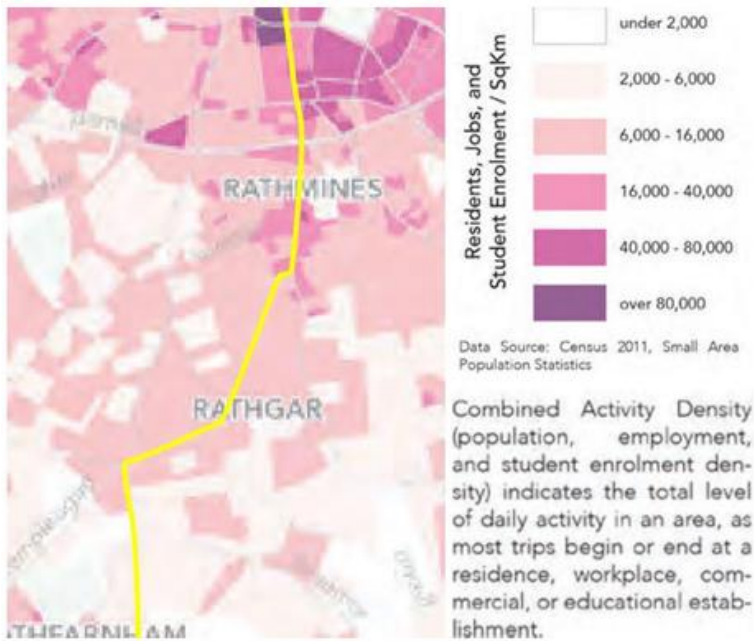 RATHMINES
RATHGAR
THFARNHAM
Residents, Jobs, and
Student Enrolment / SqKm
under 2,000
2,000 - 6,000
6,000 - 16,000
16,000 - 40,000
40,000 - 80,000
over 80,000
Data Source: Census 2011, Small Area
Population Statistics
Combined Activity Density
(population, employment,
and student enrolment den-
sity) indicates the total level
of daily activity in an area, as
most trips begin or end at a
residence, workplace, com-
mercial, or educational estab-
lishment.